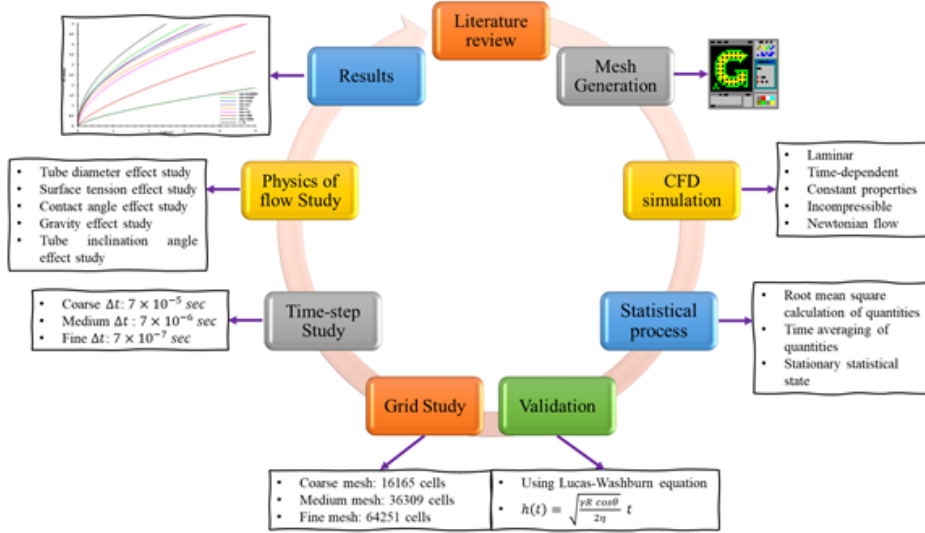 Literature
review
Mesh
Generation
CFD
simulation
• Laminar
• Time-dependent
• Constant properties
• Incompressible
• Newtonian flow
Statistical
process
• Root mean square
calculation of quantities
• Time averaging of
quantities
• Stationary statistical
state
Validation
• Using Lucas-Washburn equation
• h(t) = √(γR cosθ / 2η) t
Grid Study
• Coarse mesh: 16165 cells
• Medium mesh: 36309 cells
• Fine mesh: 64251 cells
Time-step
Study
• Coarse Δt: 7 × 10⁻⁵ sec
• Medium Δt : 7 × 10⁻⁶ sec
• Fine Δt: 7 × 10⁻⁷ sec
Physics of
flow Study
• Tube diameter effect study
• Surface tension effect study
• Contact angle effect study
• Gravity effect study
• Tube inclination angle
effect study
Results
G